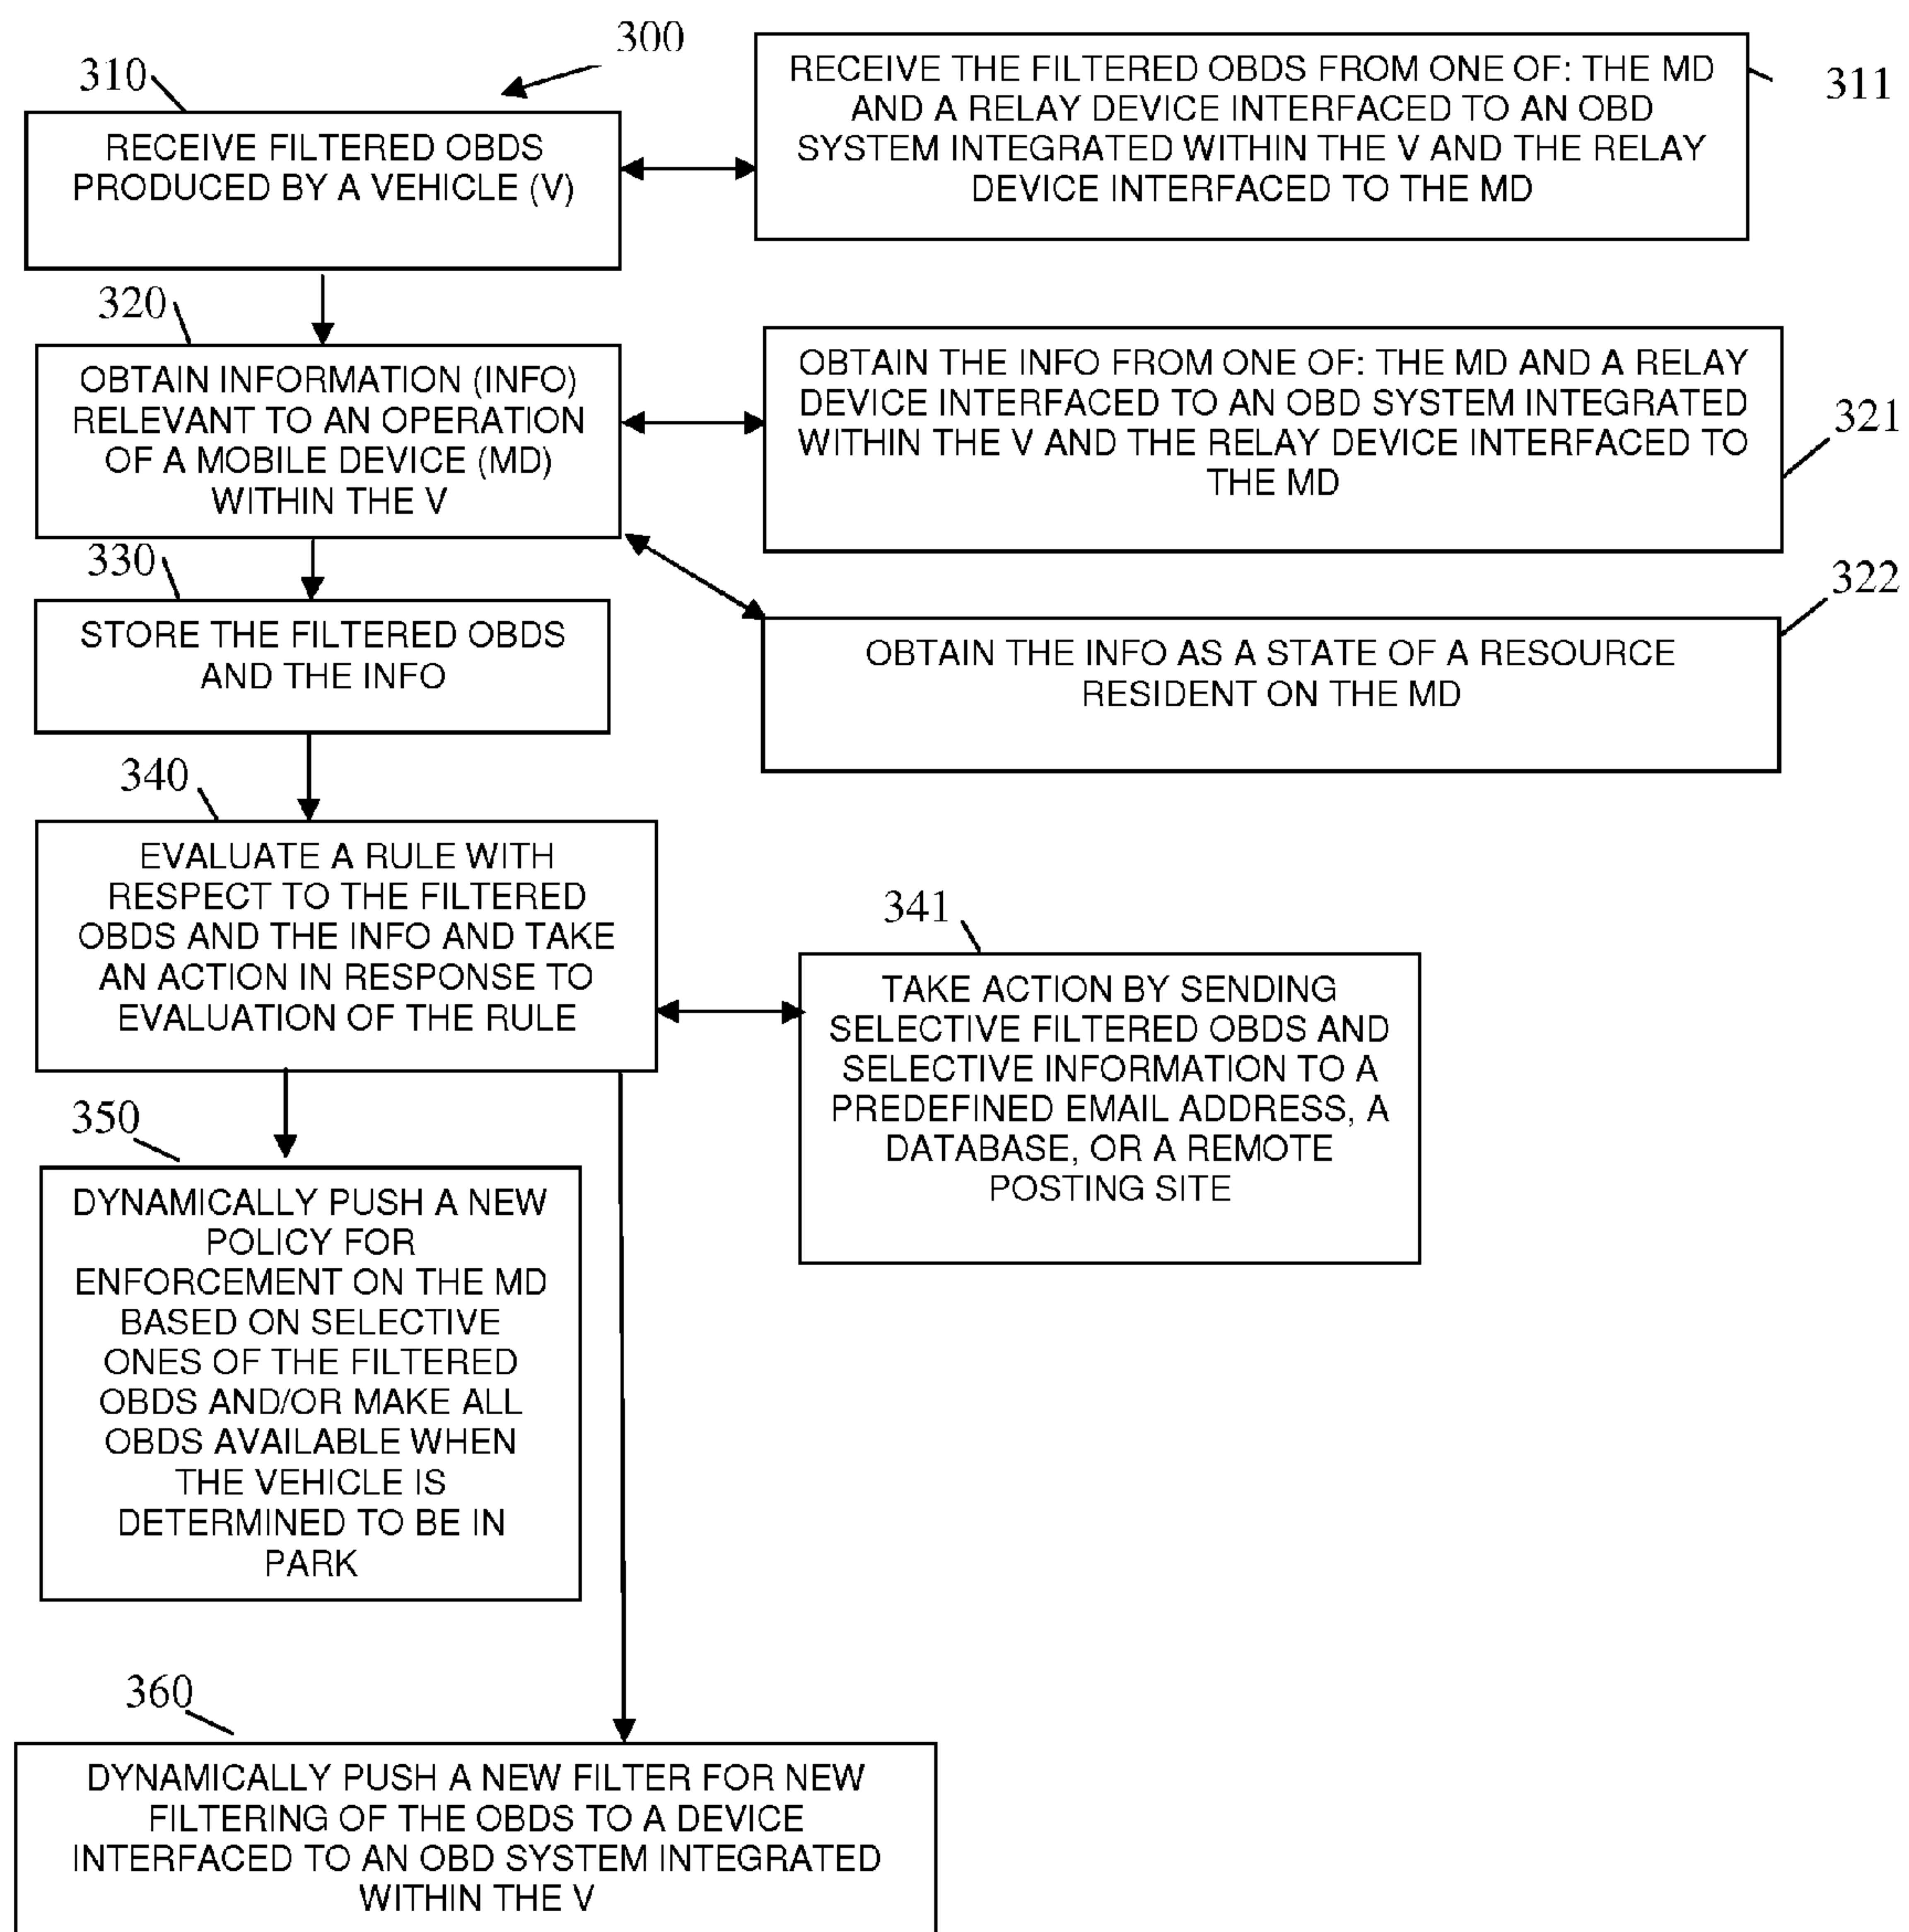 300
310
RECEIVE FILTERED OBDS
PRODUCED BY A VEHICLE (V)
311
RECEIVE THE FILTERED OBDS FROM ONE OF: THE MD
AND A RELAY DEVICE INTERFACED TO AN OBD
SYSTEM INTEGRATED WITHIN THE V AND THE RELAY
DEVICE INTERFACED TO THE MD
320
OBTAIN INFORMATION (INFO)
RELEVANT TO AN OPERATION
OF A MOBILE DEVICE (MD)
WITHIN THE V
321
OBTAIN THE INFO FROM ONE OF: THE MD AND A RELAY
DEVICE INTERFACED TO AN OBD SYSTEM INTEGRATED
WITHIN THE V AND THE RELAY DEVICE INTERFACED TO
THE MD
322
OBTAIN THE INFO AS A STATE OF A RESOURCE
RESIDENT ON THE MD
330
STORE THE FILTERED OBDS
AND THE INFO
340
EVALUATE A RULE WITH
RESPECT TO THE FILTERED
OBDS AND THE INFO AND TAKE
AN ACTION IN RESPONSE TO
EVALUATION OF THE RULE
341
TAKE ACTION BY SENDING
SELECTIVE FILTERED OBDS AND
SELECTIVE INFORMATION TO A
PREDEFINED EMAIL ADDRESS, A
DATABASE, OR A REMOTE
POSTING SITE
350
DYNAMICALLY PUSH A NEW
POLICY FOR
ENFORCEMENT ON THE MD
BASED ON SELECTIVE
ONES OF THE FILTERED
OBDS AND/OR MAKE ALL
OBDS AVAILABLE WHEN
THE VEHICLE IS
DETERMINED TO BE IN
PARK
360
DYNAMICALLY PUSH A NEW FILTER FOR NEW
FILTERING OF THE OBDS TO A DEVICE
INTERFACED TO AN OBD SYSTEM INTEGRATED
WITHIN THE V